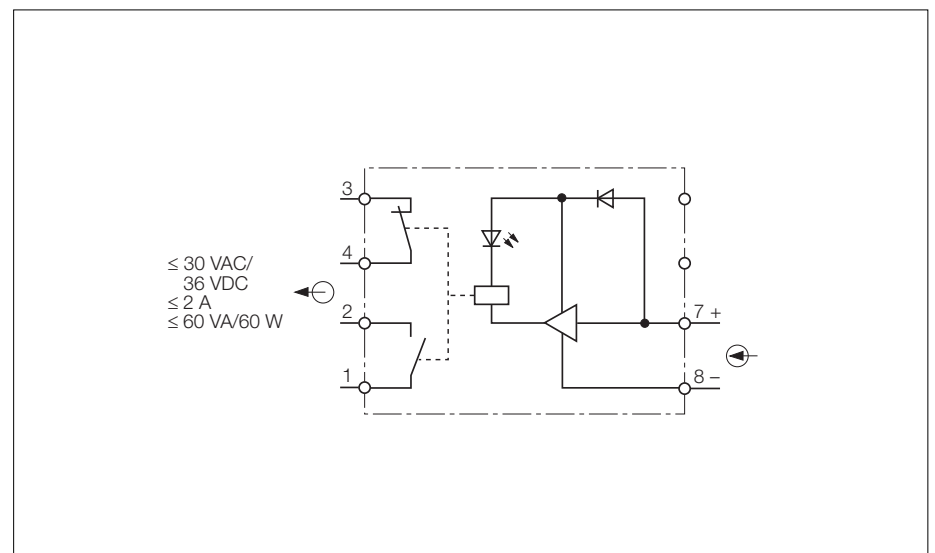 3
4
≤ 30 VAC/
36 VDC
≤ 2 A
≤ 60 VA/60 W
2
1
7 +
8 –